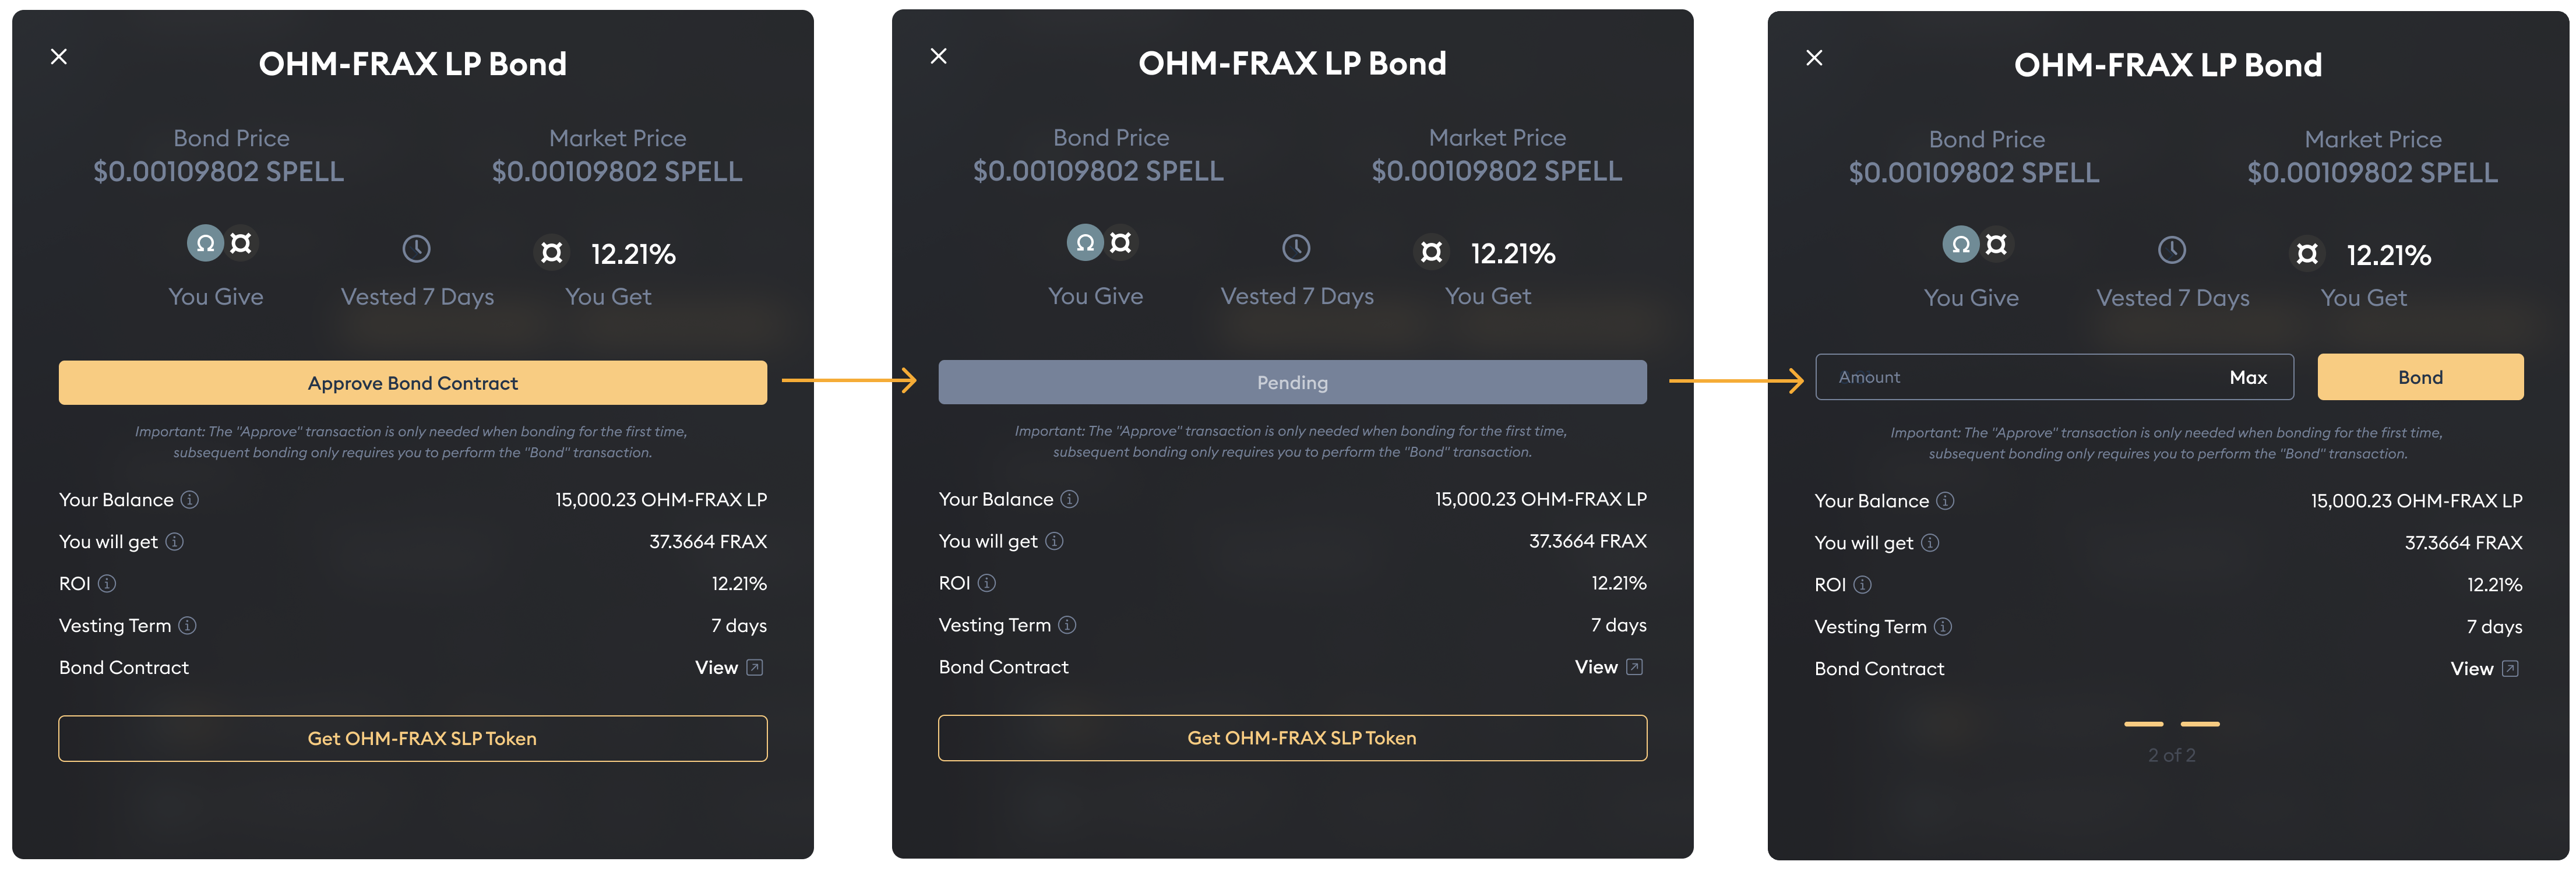 OHM-FRAX LP Bond
Bond Price
Market Price
$0.00109802 SPELL
$0.00109802 SPELL
12.21%
You Give
Vested 7 Days
You Get
Approve Bond Contract
Important: The "Approve" transaction is only needed when bonding for the first time,
subsequent bonding only requires you to perform the "Bond" transaction.
Your Balance
15,000.23 OHM-FRAX LP
You will get
37.3664 FRAX
ROI
12.21%
Vesting Term
7 days
Bond Contract
View
Get OHM-FRAX SLP Token
OHM-FRAX LP Bond
Bond Price
Market Price
$0.00109802 SPELL
$0.00109802 SPELL
12.21%
You Give
Vested 7 Days
You Get
Pending
Important: The "Approve" transaction is only needed when bonding for the first time,
subsequent bonding only requires you to perform the "Bond" transaction.
Your Balance
15,000.23 OHM-FRAX LP
You will get
37.3664 FRAX
ROI
12.21%
Vesting Term
7 days
Bond Contract
View
Get OHM-FRAX SLP Token
OHM-FRAX LP Bond
Bond Price
Market Price
$0.00109802 SPELL
$0.00109802 SPELL
12.21%
You Give
Vested 7 Days
You Get
Amount
Max
Bond
Important: The "Approve" transaction is only needed when bonding for the first time,
subsequent bonding only requires you to perform the "Bond" transaction.
Your Balance
15,000.23 OHM-FRAX LP
You will get
37.3664 FRAX
ROI
12.21%
Vesting Term
7 days
Bond Contract
View
2 of 2